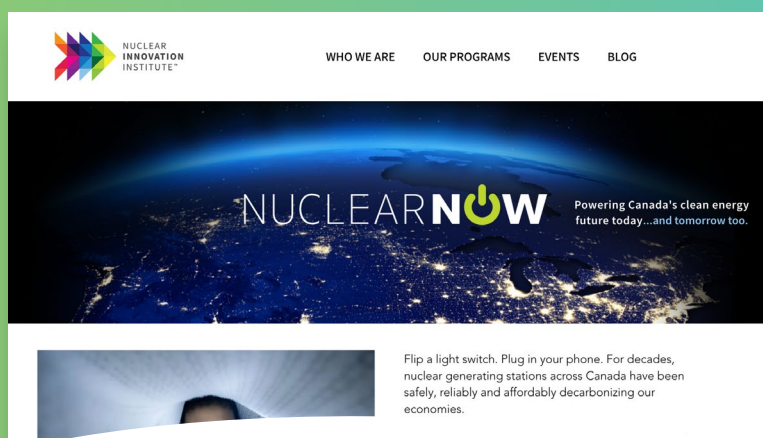 NUCLEAR
INNOVATION
INSTITUTE™
WHO WE ARE OUR PROGRAMS EVENTS BLOG
NUCLEARNOW
Powering Canada's clean energy
future today...and tomorrow too.
Flip a light switch. Plug in your phone. For decades,
nuclear generating stations across Canada have been
safely, reliably and affordably decarbonizing our
economies.